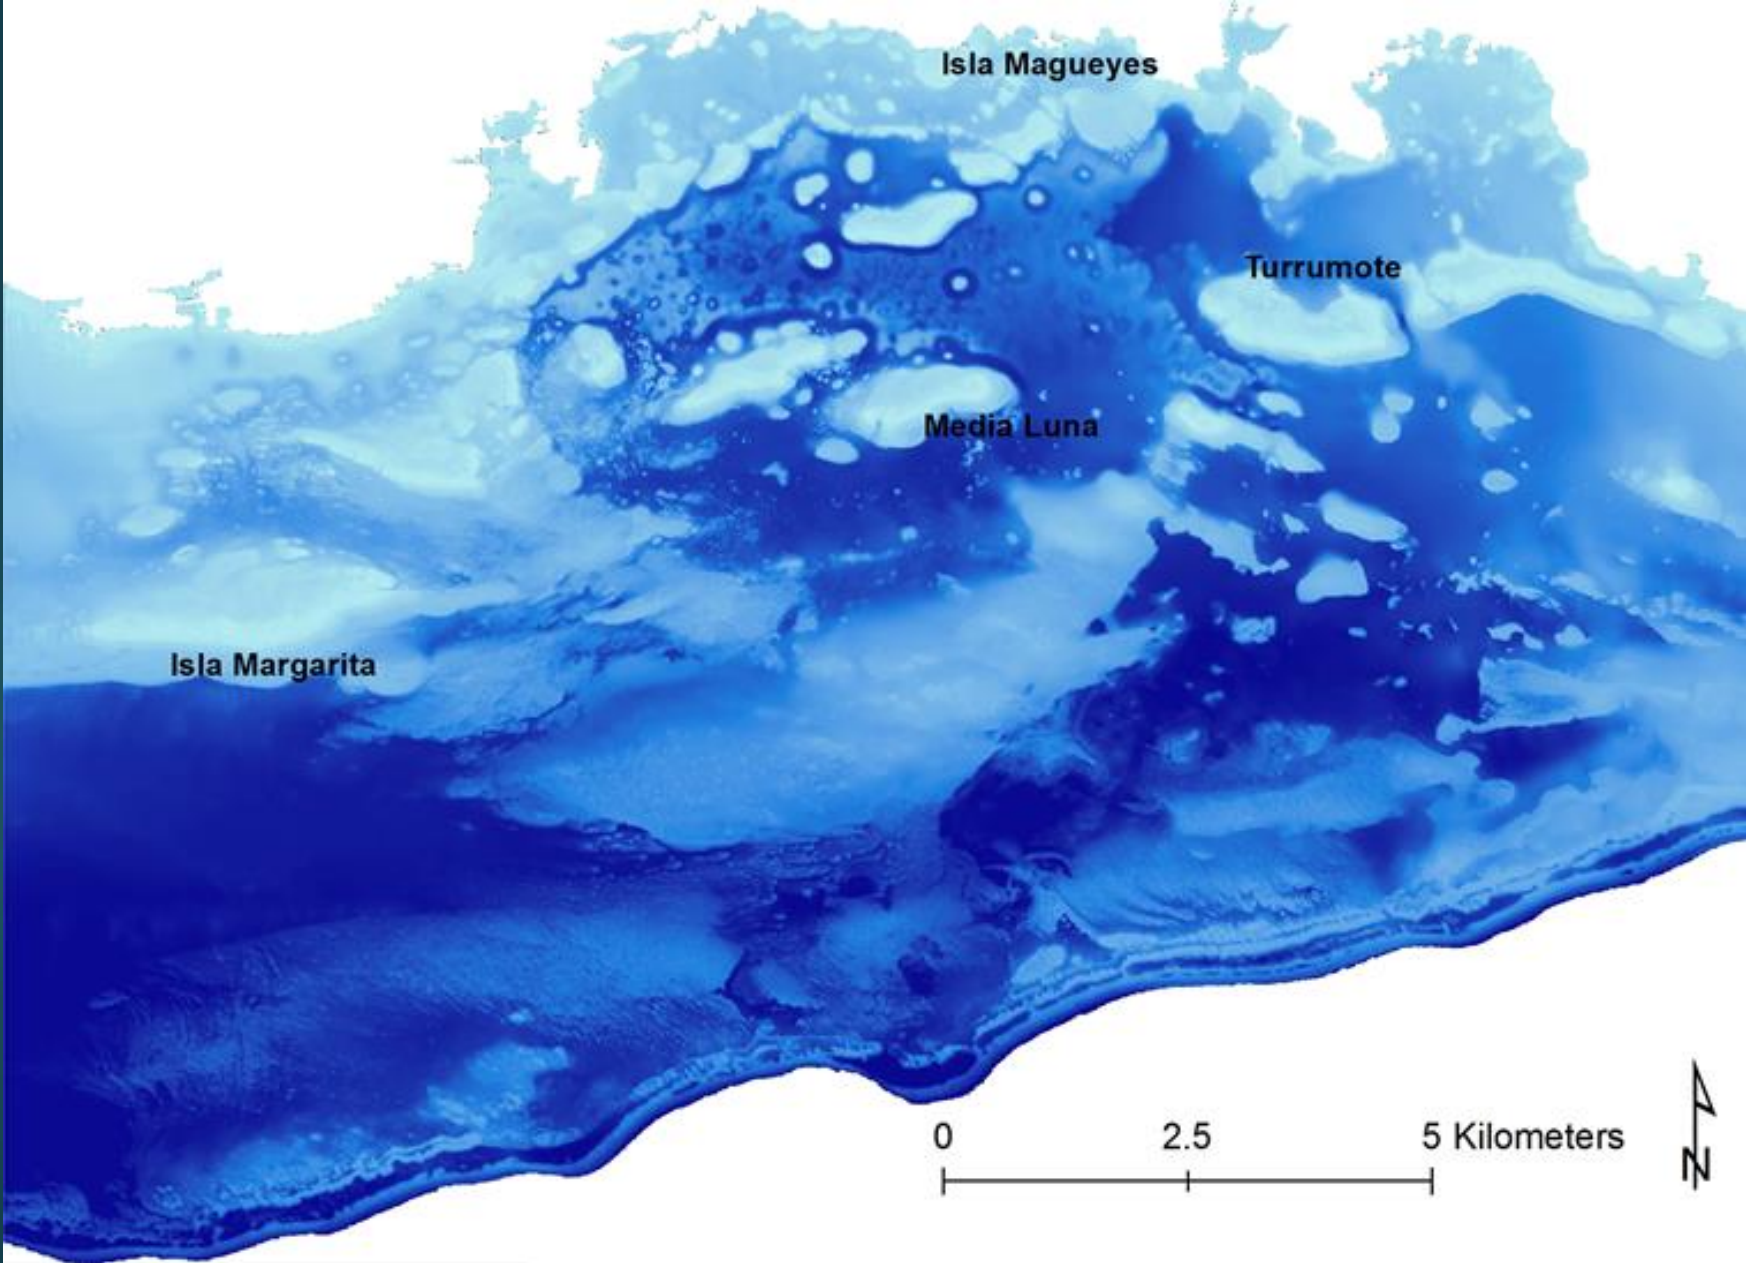 Isla Magueyes
Turrumote
Media Luna
Isla Margarita
0 2.5 5 Kilometers
N